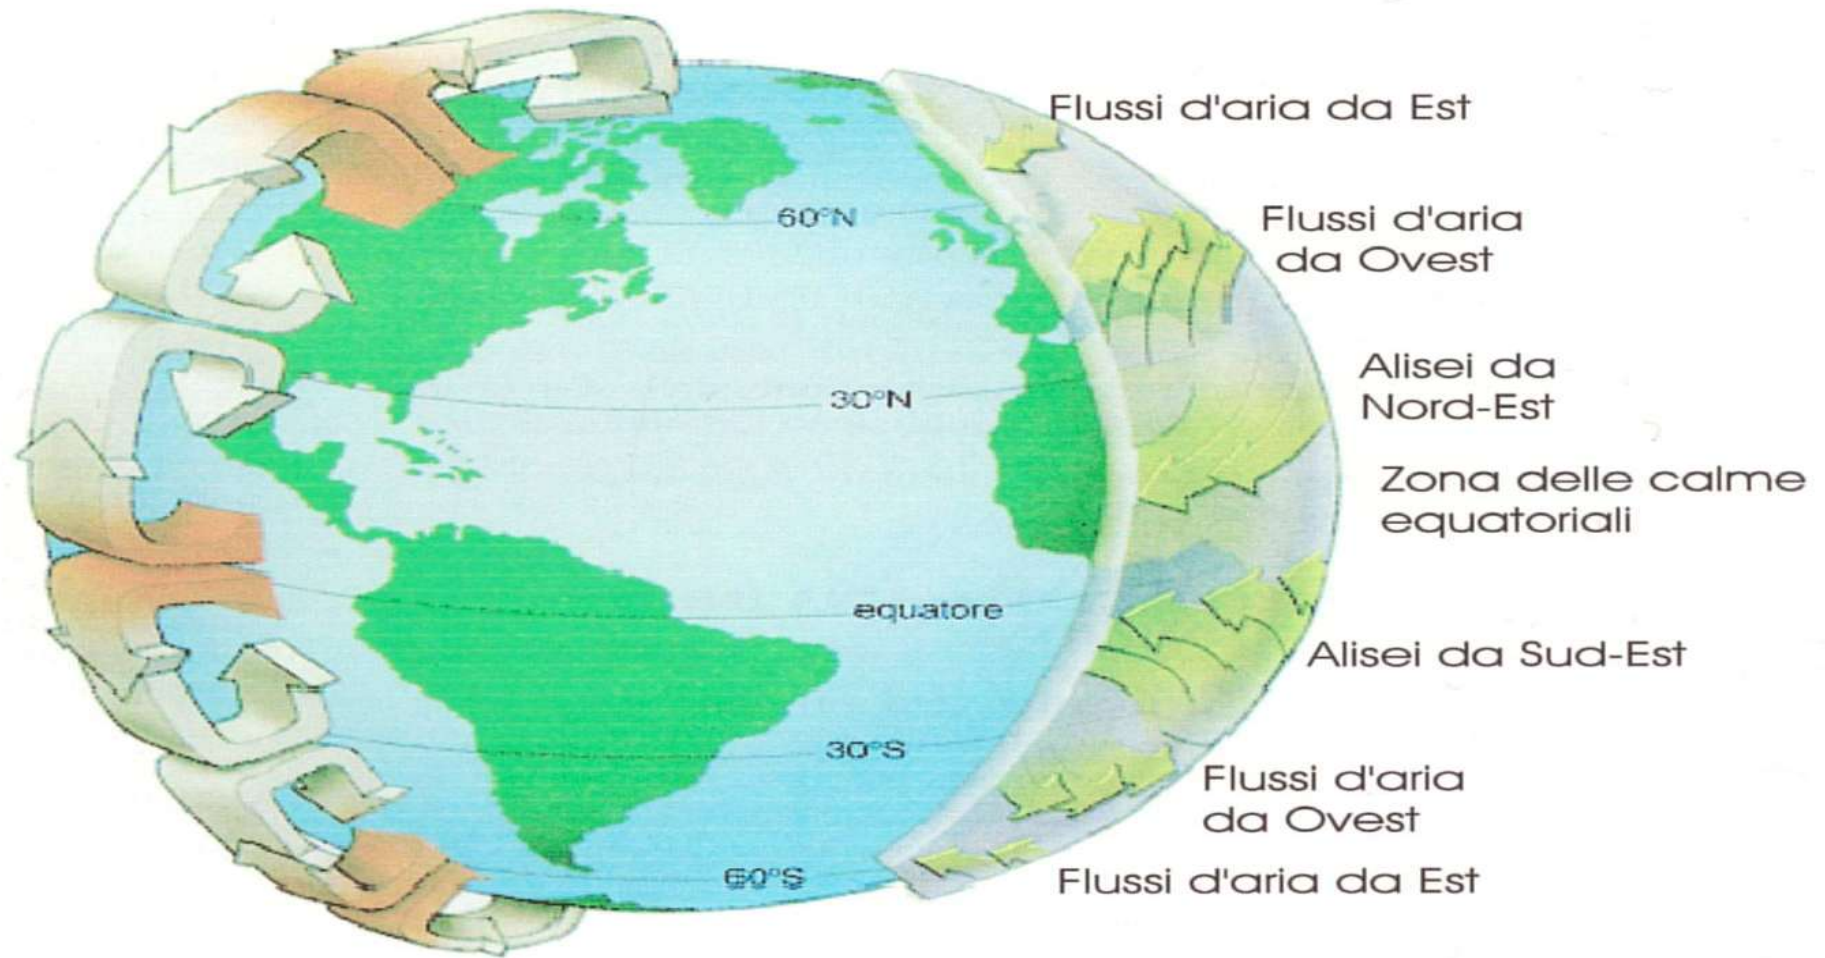 Flussi d'aria da Est
60°N
Flussi d'aria
da Ovest
30°N
Alisei da
Nord-Est
Zona delle calme
equatoriali
equatore
Alisei da Sud-Est
30°S
Flussi d'aria
da Ovest
60°S
Flussi d'aria da Est